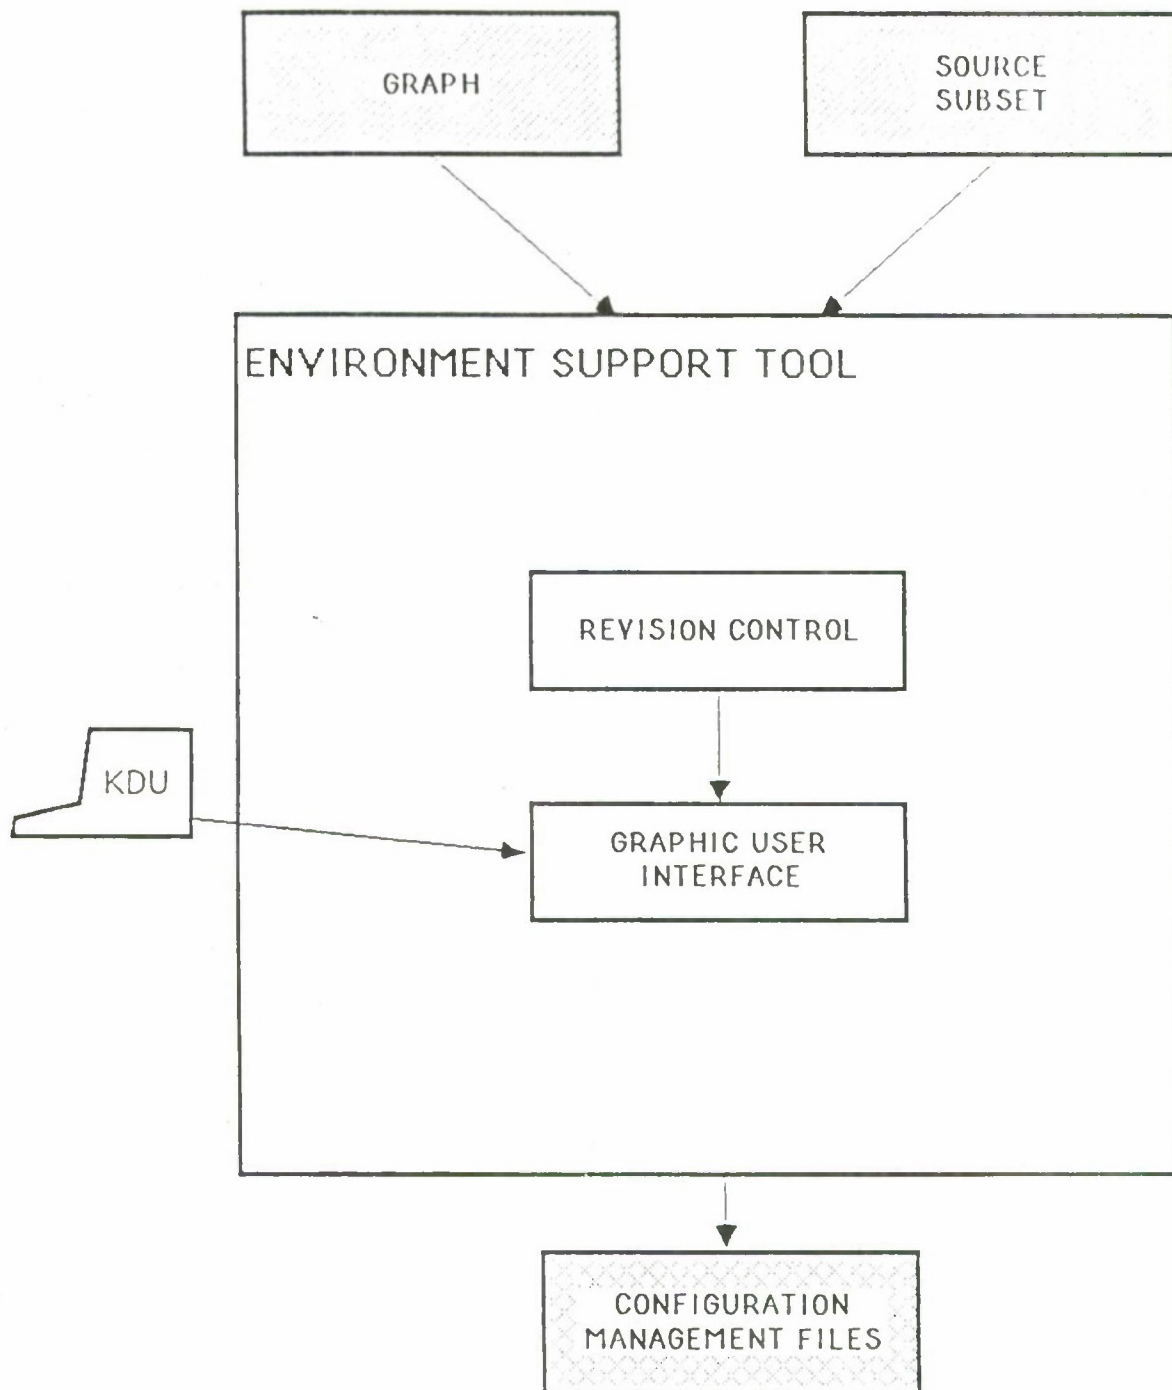 GRAPH
SOURCE
SUBSET
ENVIRONMENT SUPPORT TOOL
REVISION CONTROL
KDU
GRAPHIC USER
INTERFACE
CONFIGURATION
MANAGEMENT FILES